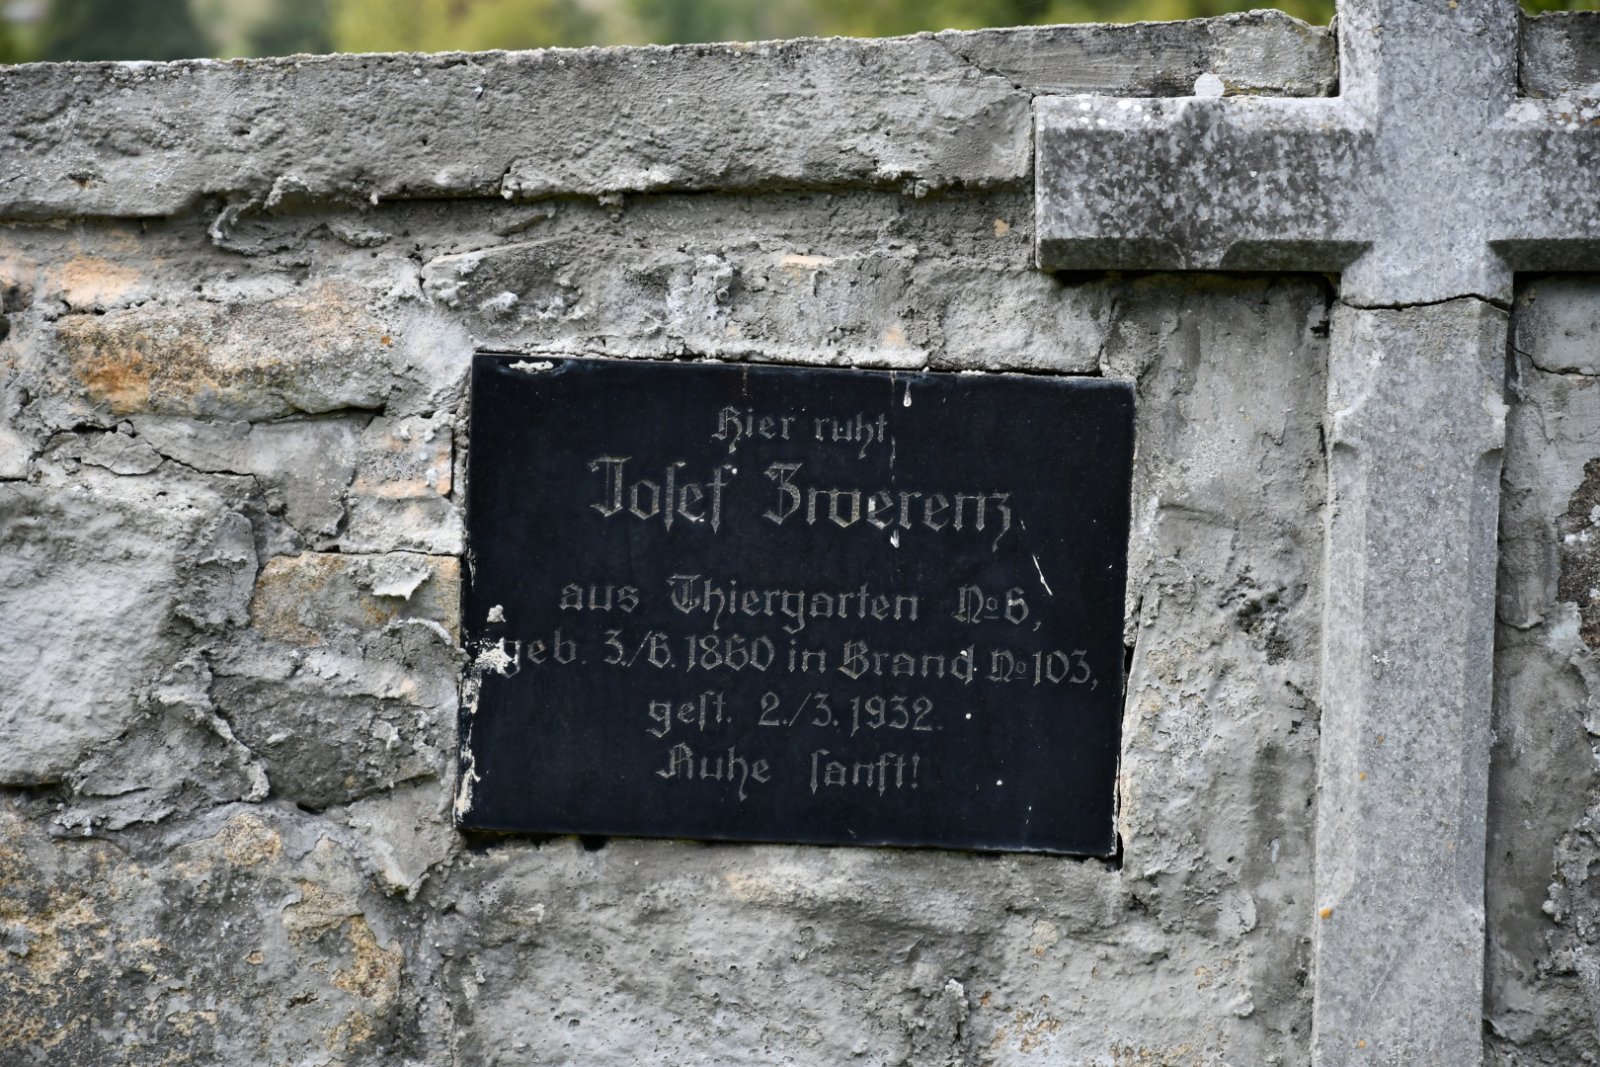 Hier ruht
Josef Zwerenz
aus Thiergarten No 6,
geb. 3./6. 1860 in Brand No 103,
gest. 2./3. 1932.
Ruhe sanft!